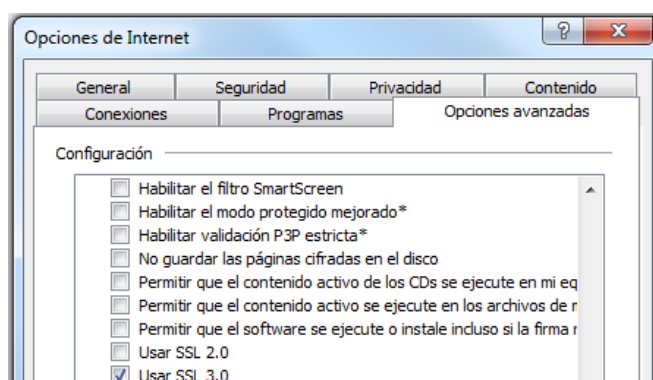 Opciones de Internet
General Seguridad Privacidad Contenido
Conexiones Programas Opciones avanzadas
Configuración
Habilitar el filtro SmartScreen
Habilitar el modo protegido mejorado*
Habilitar validación P3P estricta*
No guardar las páginas cifradas en el disco
Permitir que el contenido activo de los CDs se ejecute en mi eq
Permitir que el contenido activo se ejecute en los archivos de r
Permitir que el software se ejecute o instale incluso si la firma r
Usar SSL 2.0
Usar SSL 3.0